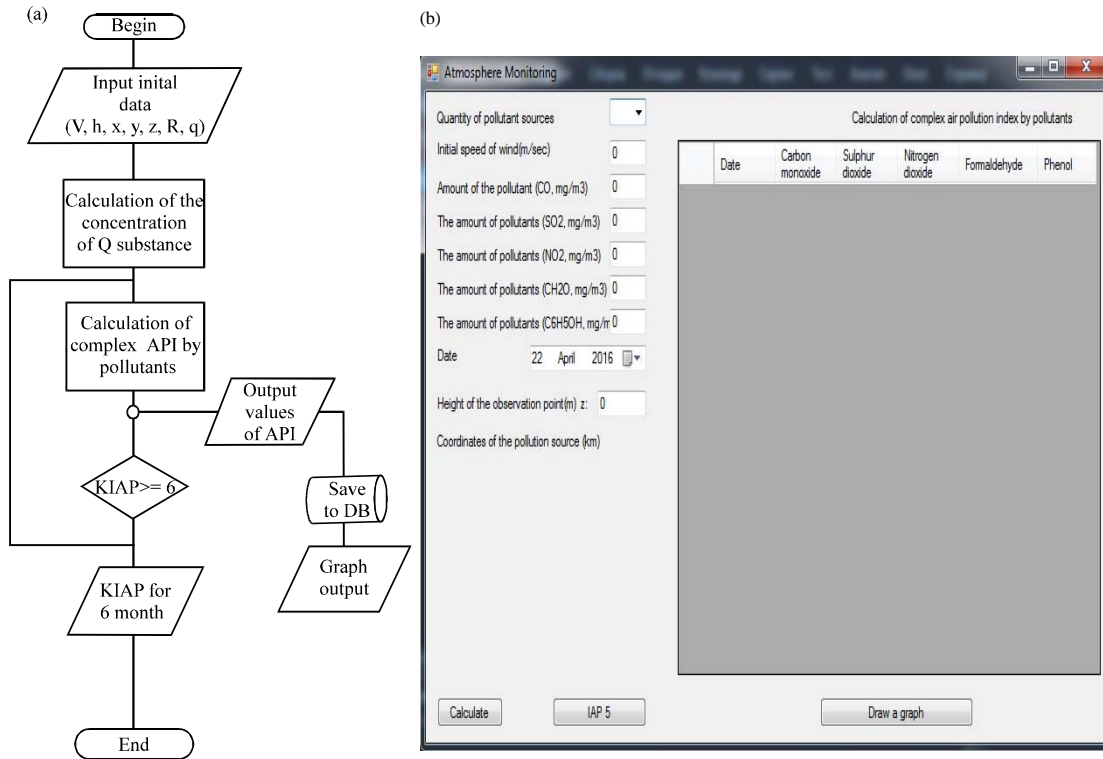 (a)
Begin
Input inital
data
(V, h, x, y, z, R, q)
Calculation of the
concentration
of Q substance
Calculation of
complex API by
pollutants
Output
values
of API
KIAP>= 6
Save
to DB
Graph
output
KIAP for
6 month
End
(b)
Atmosphere Monitoring
Quantity of pollutant sources
Initial speed of wind(m/sec) 0
Amount of the pollutant (CO, mg/m3) 0
The amount of pollutants (SO2, mg/m3) 0
The amount of pollutants (NO2, mg/m3) 0
The amount of pollutants (CH2O, mg/m3) 0
The amount of pollutants (C6H5OH, mg/m 0
Date 22 April 2016
Height of the observation point(m) z: 0
Coordinates of the pollution source (km)
Calculate
IAP 5
Calculation of complex air pollution index by pollutants
Date
Carbon
monoxide
Sulphur
dioxide
Nitrogen
dioxide
Formaldehyde
Phenol
Draw a graph